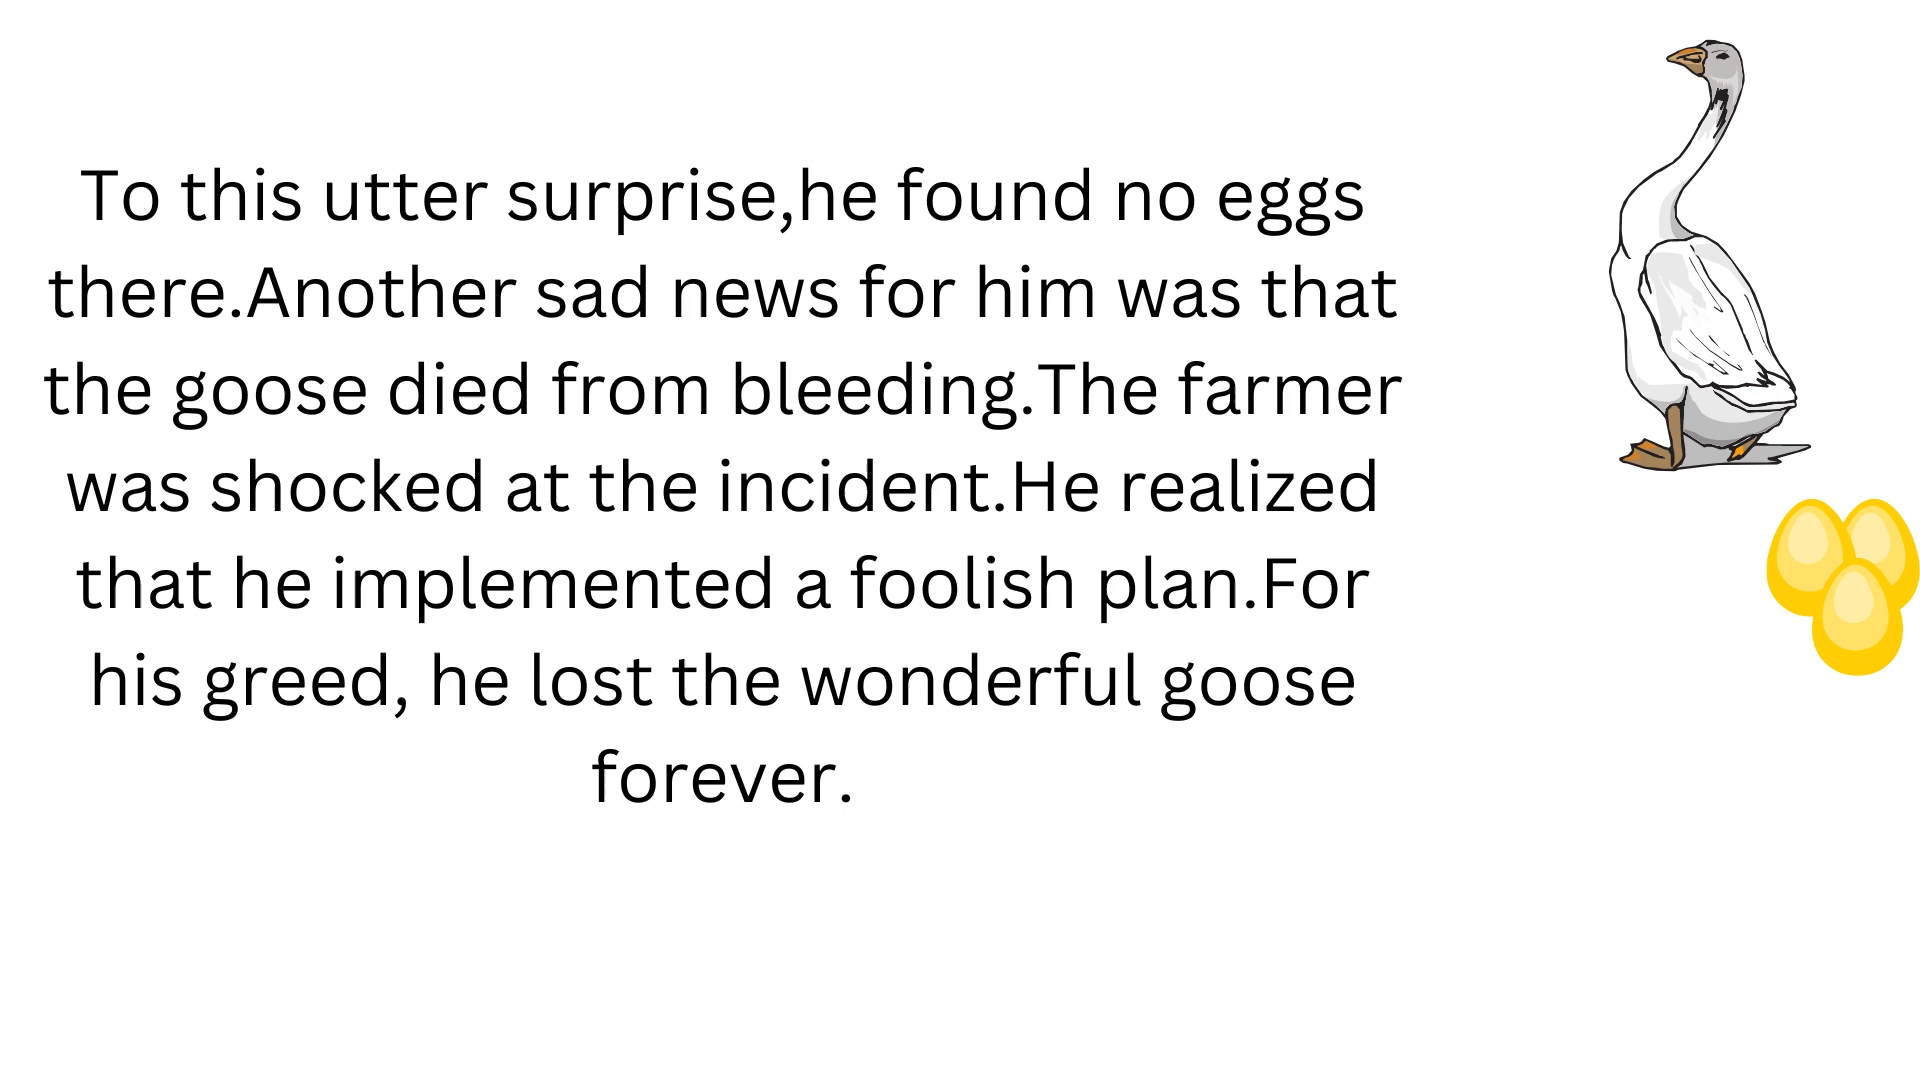 To this utter surprise,he found no eggs
there.Another sad news for him was that
the goose died from bleeding.The farmer
was shocked at the incident.He realized
that he implemented a foolish plan.For
his greed, he lost the wonderful goose
forever.